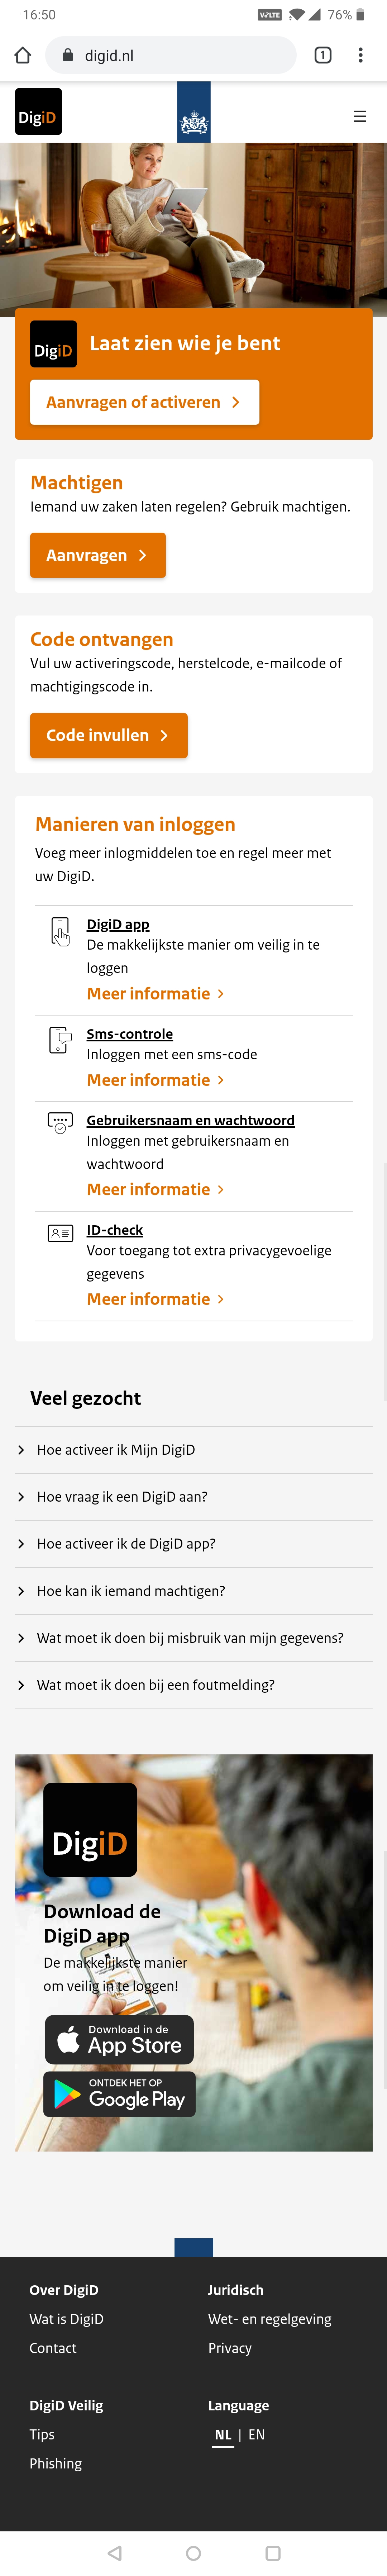 16:50
VoLTE
76%
digid.nl
1
DigiD
DigiD
Laat zien wie je bent
Aanvragen of activeren
Machtigen
Iemand uw zaken laten regelen? Gebruik machtigen.
Aanvragen
Code ontvangen
Vul uw activeringscode, herstelcode, e-mailcode of
machtigingscode in.
Code invullen
Manieren van inloggen
Voeg meer inlogmiddelen toe en regel meer met
uw DigiD.
DigiD app
De makkelijkste manier om veilig in te
loggen
Meer informatie
Sms-controle
Inloggen met een sms-code
Meer informatie
Gebruikersnaam en wachtwoord
Inloggen met gebruikersnaam en
wachtwoord
Meer informatie
ID-check
Voor toegang tot extra privacygevoelige
gegevens
Meer informatie
Veel gezocht
Hoe activeer ik Mijn DigiD
Hoe vraag ik een DigiD aan?
Hoe activeer ik de DigiD app?
Hoe kan ik iemand machtigen?
Wat moet ik doen bij misbruik van mijn gegevens?
Wat moet ik doen bij een foutmelding?
DigiD
Download de
DigiD app
De makkelijkste manier
om veilig in te loggen!
Download in de
App Store
ONTDEK HET OP
Google Play
Over DigiD
Wat is DigiD
Contact
Juridisch
Wet- en regelgeving
Privacy
DigiD Veilig
Tips
Phishing
Language
NL | EN